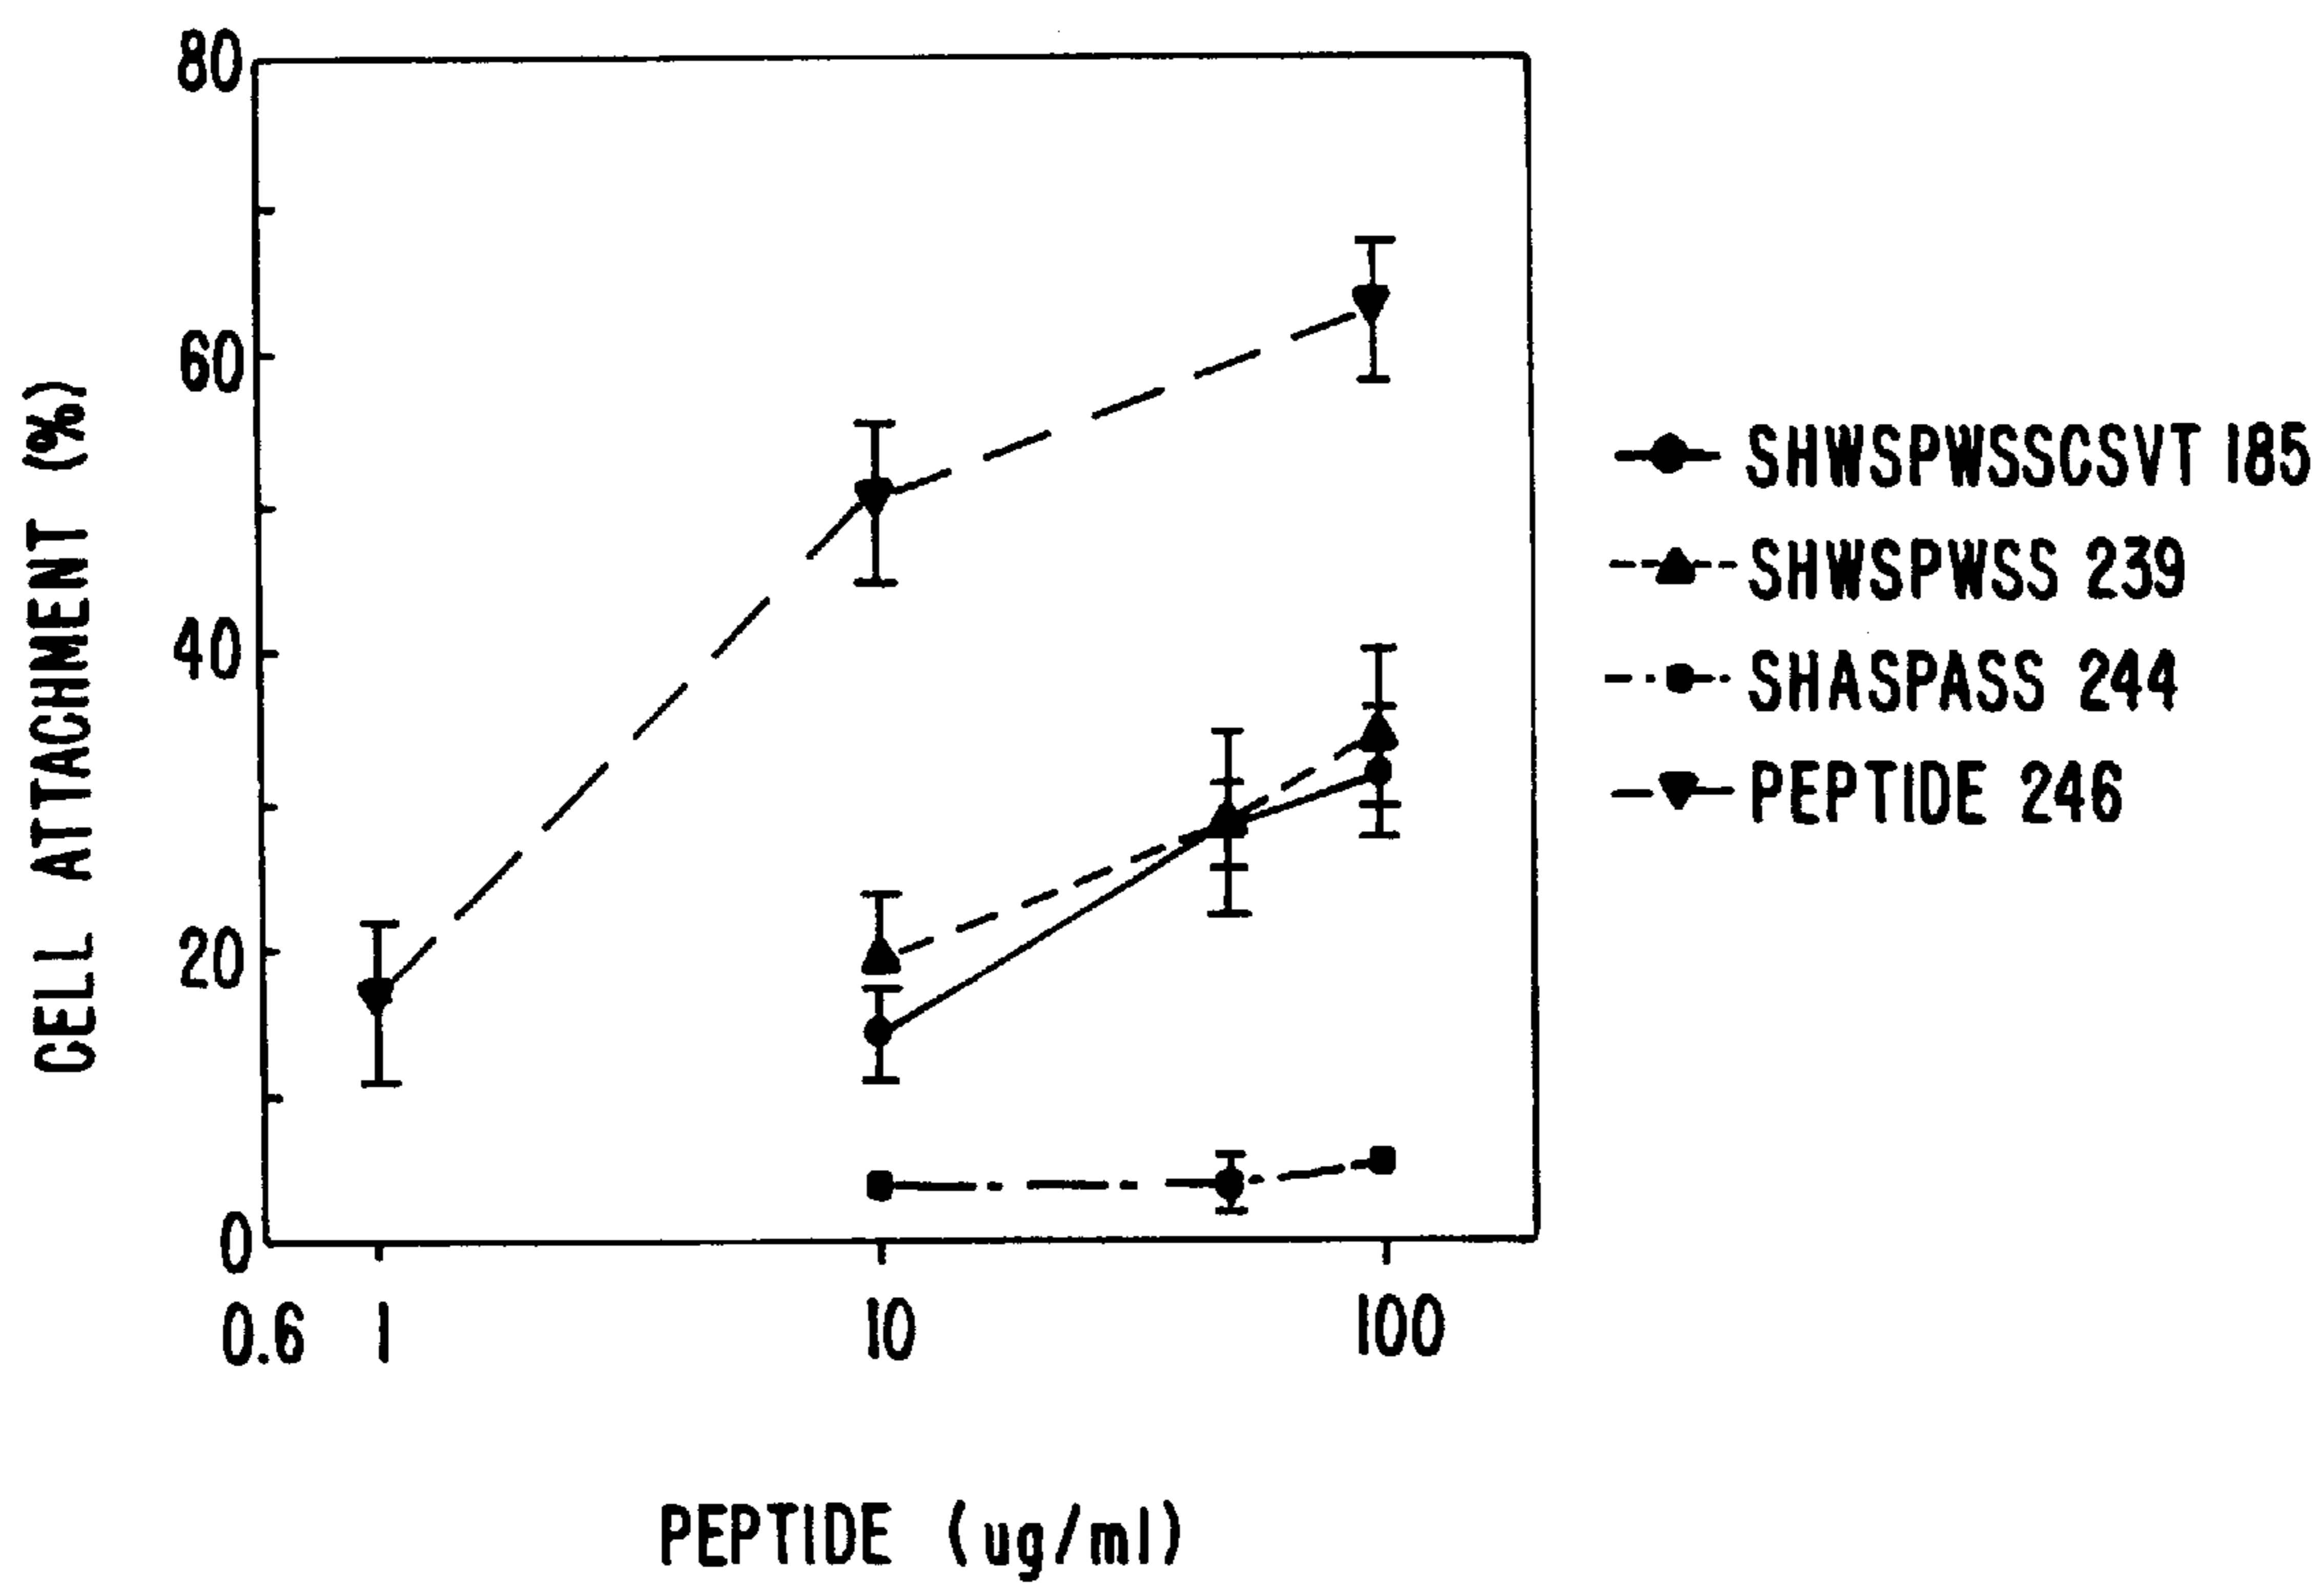 80
60
40
20
0
CELL ATTACHMENT (%)
0.6 1 10 100
PEPTIDE (ug/ml)
SHWSPWSSCSVT 185
SHWSPWSS 239
SHASPASS 244
PEPTIDE 246